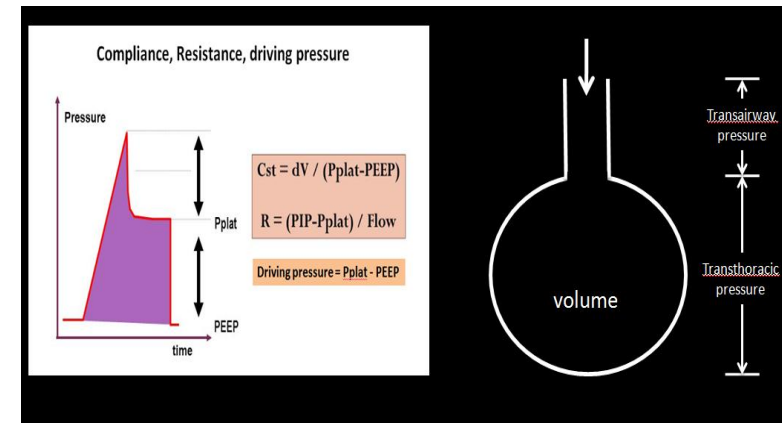 Compliance, Resistance, driving pressure
Pressure
Pplat
PEEP
time
Cst = dV / (Pplat-PEEP)
R = (PIP-Pplat) / Flow
Driving pressure = Pplat - PEEP
volume
Transairway
pressure
Transthoracic
pressure